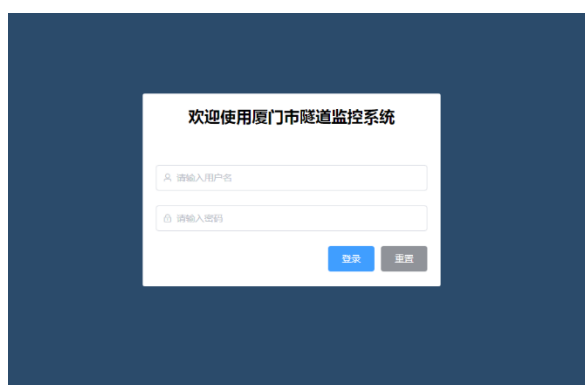 欢迎使用厦门市隧道监控系统
请输入用户名
请输入密码
登录 重置